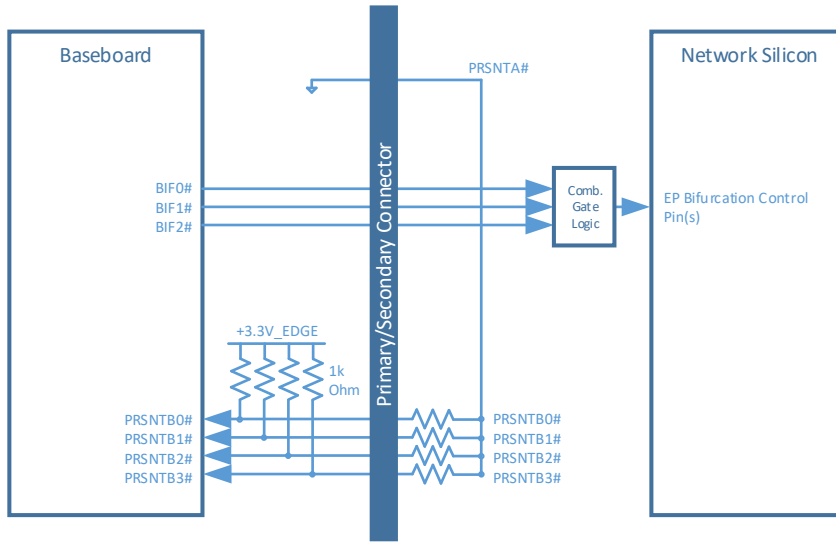 Baseboard
Network Silicon
PRSNTA#
Primary/Secondary Connector
BIF0#
BIF1#
BIF2#
Comb.
Gate
Logic
EP Bifurcation Control
Pin(s)
+3.3V_EDGE
1k
Ohm
PRSNTB0#
PRSNTB1#
PRSNTB2#
PRSNTB3#
PRSNTB0#
PRSNTB1#
PRSNTB2#
PRSNTB3#